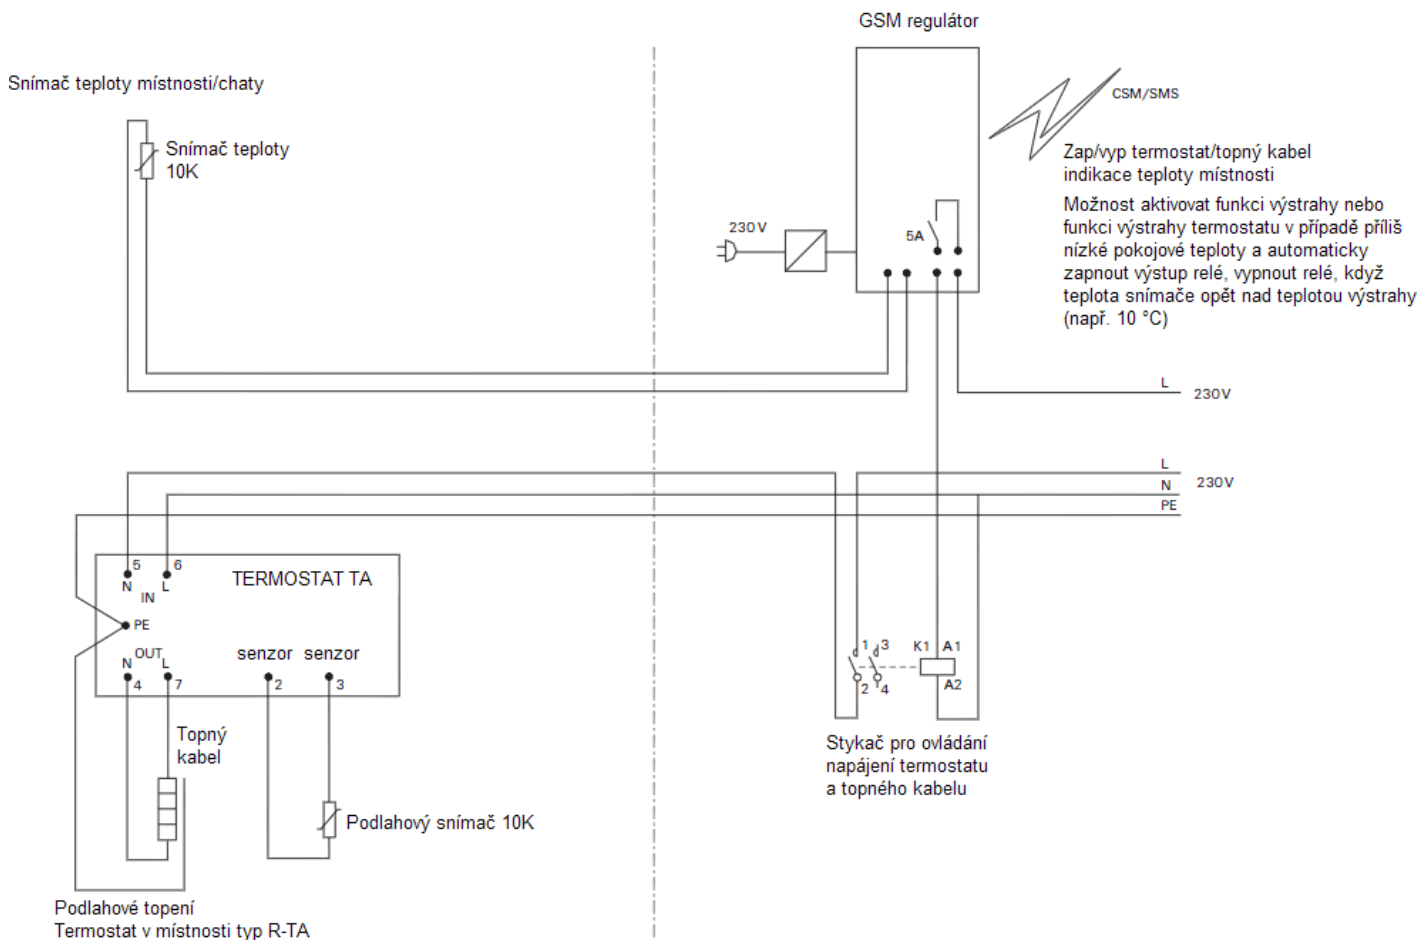 GSM regulátor
Snímač teploty místnosti/chaty
CSM/SMS
Snímač teploty
10K
Zap/vyp termostat/topný kabel
indikace teploty místnosti
Možnost aktivovat funkci výstrahy nebo
funkci výstrahy termostatu v případě příliš
nízké pokojové teploty a automaticky
zapnout výstup relé, vypnout relé, když
teplota snímače opět nad teplotou výstrahy
(např. 10 °C)
230V
5A
L
230V
L
N
230V
PE
5
6
TERMOSTAT TA
N
L
IN
PE
OUT
N
L
senzor
senzor
4
7
2
3
1
3
K1
A1
2
4
A2
Topný
kabel
Stykač pro ovládání
napájení termostatu
a topného kabelu
Podlahový snímač 10K
Podlahové topení
Termostat v místnosti typ R-TA